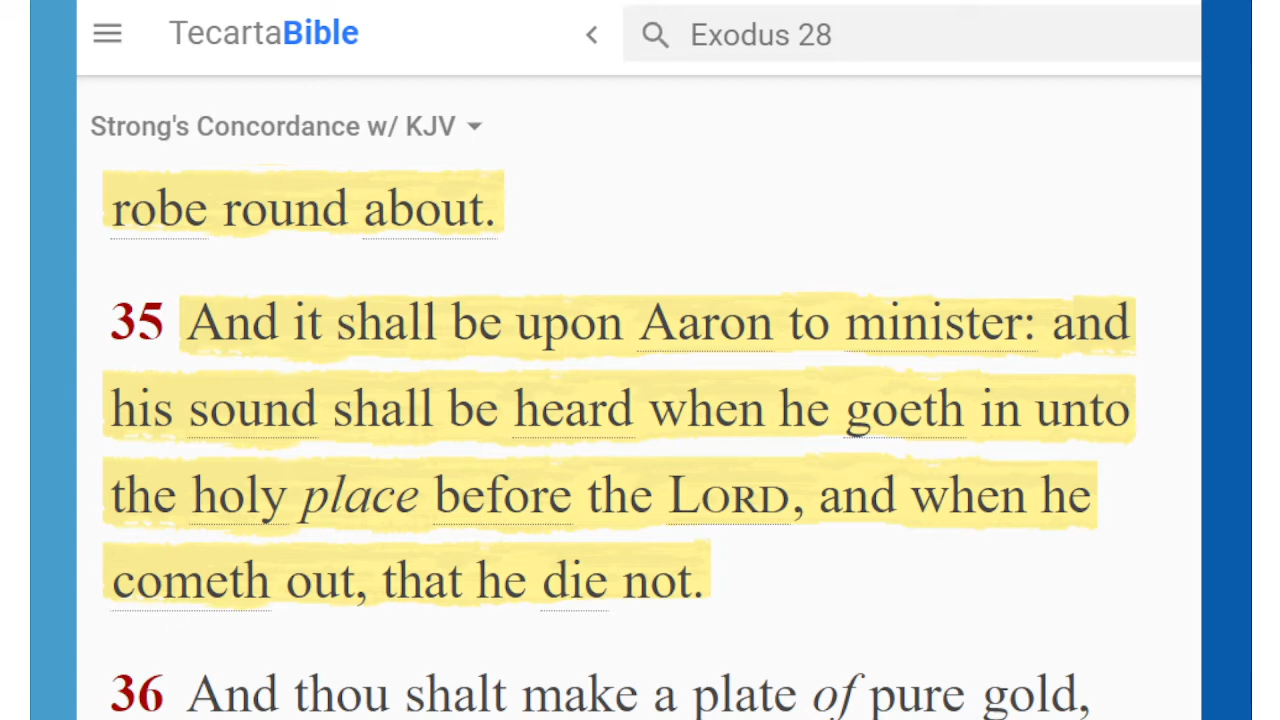 TecartaBible
Exodus 28
Strong's Concordance w/ KJV
robe round about.
35 And it shall be upon Aaron to minister: and
his sound shall be heard when he goeth in unto
the holy place before the LORD, and when he
cometh out, that he die not.
36 And thou shalt make a plate of pure gold,